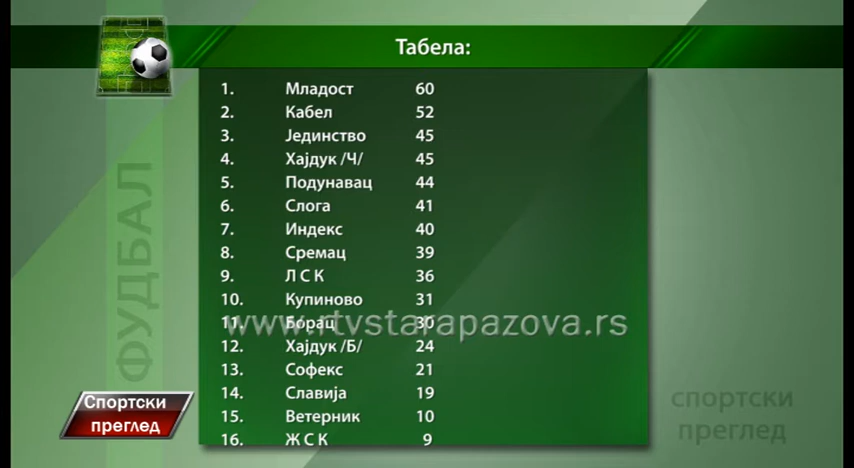 Табела:
1. Младост 60
2. Кабел 52
3. Јединство 45
4. Хајдук /Ч/ 45
5. Подунавац 44
6. Слога 41
7. Индекс 40
8. Сремац 39
9. Л С К 36
10. Купиново 31
11. Борац 30
www.rtvstarapazova.rs
12. Хајдук /Б/ 24
13. Софекс 21
14. Славија 19
15. Ветерник 10
16. Ж С К 9
ФУДБАЛ
Спортски
преглед
спортски
преглед